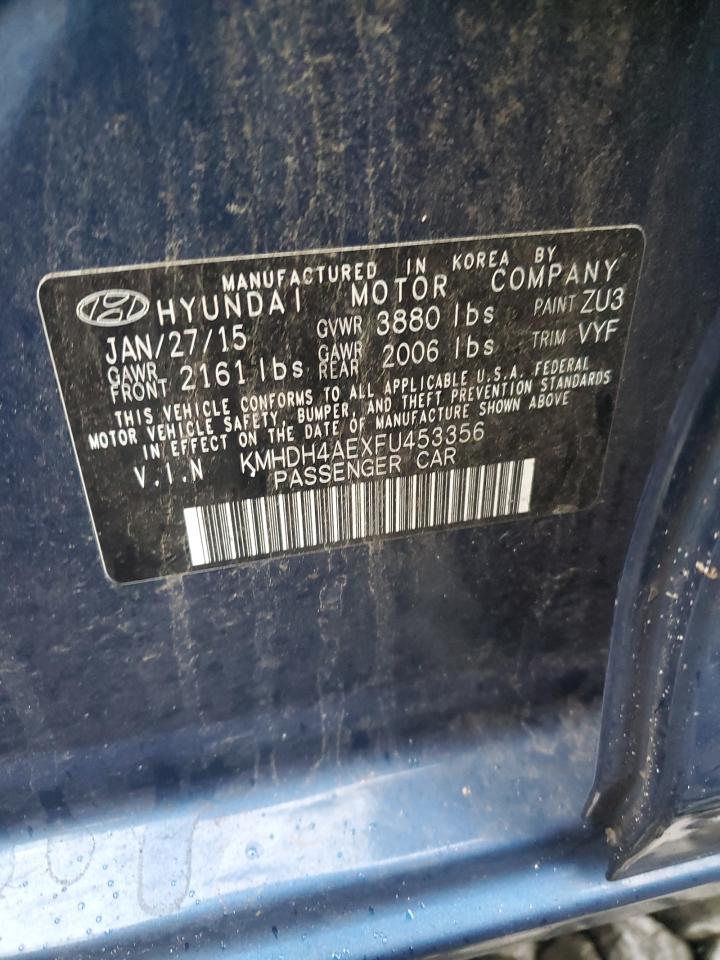 MANUFACTURED IN KOREA BY
HYUNDAI MOTOR COMPANY
JAN/27/15 GVWR 3880 lbs PAINT ZU3
GAWR FRONT 2161 lbs GAWR REAR 2006 lbs TRIM VYF
THIS VEHICLE CONFORMS TO ALL APPLICABLE U.S.A. FEDERAL
MOTOR VEHICLE SAFETY, BUMPER, AND THEFT PREVENTION STANDARDS
IN EFFECT ON THE DATE OF MANUFACTURE SHOWN ABOVE
V.I.N KMHDH4AEXFU453356
PASSENGER CAR